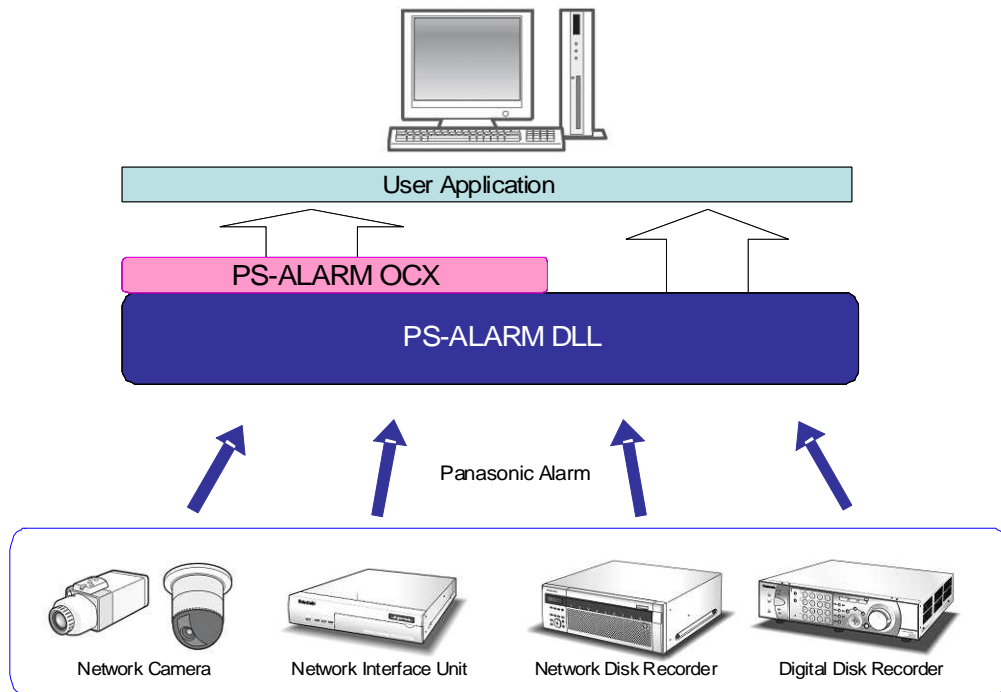 User Application
PS-ALARM OCX
PS-ALARM DLL
Panasonic Alarm
Network Camera
Network Interface Unit
Network Disk Recorder
Digital Disk Recorder